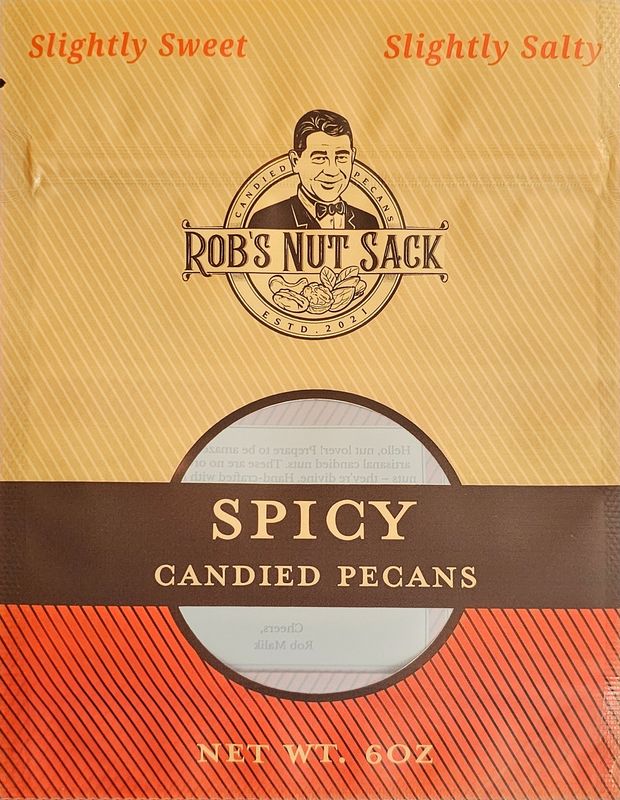 Slightly Sweet
Slightly Salty
CANDIED PECANS
ROB'S NUT SACK
ESTD. 2021
Hello, nut lover! Prepare to be
artisanal candied nuts. These are no
nuts – they're divine. Hand-crafted with
SPICY
CANDIED PECANS
Cheers,
Rob Malik
NET WT. 6OZ